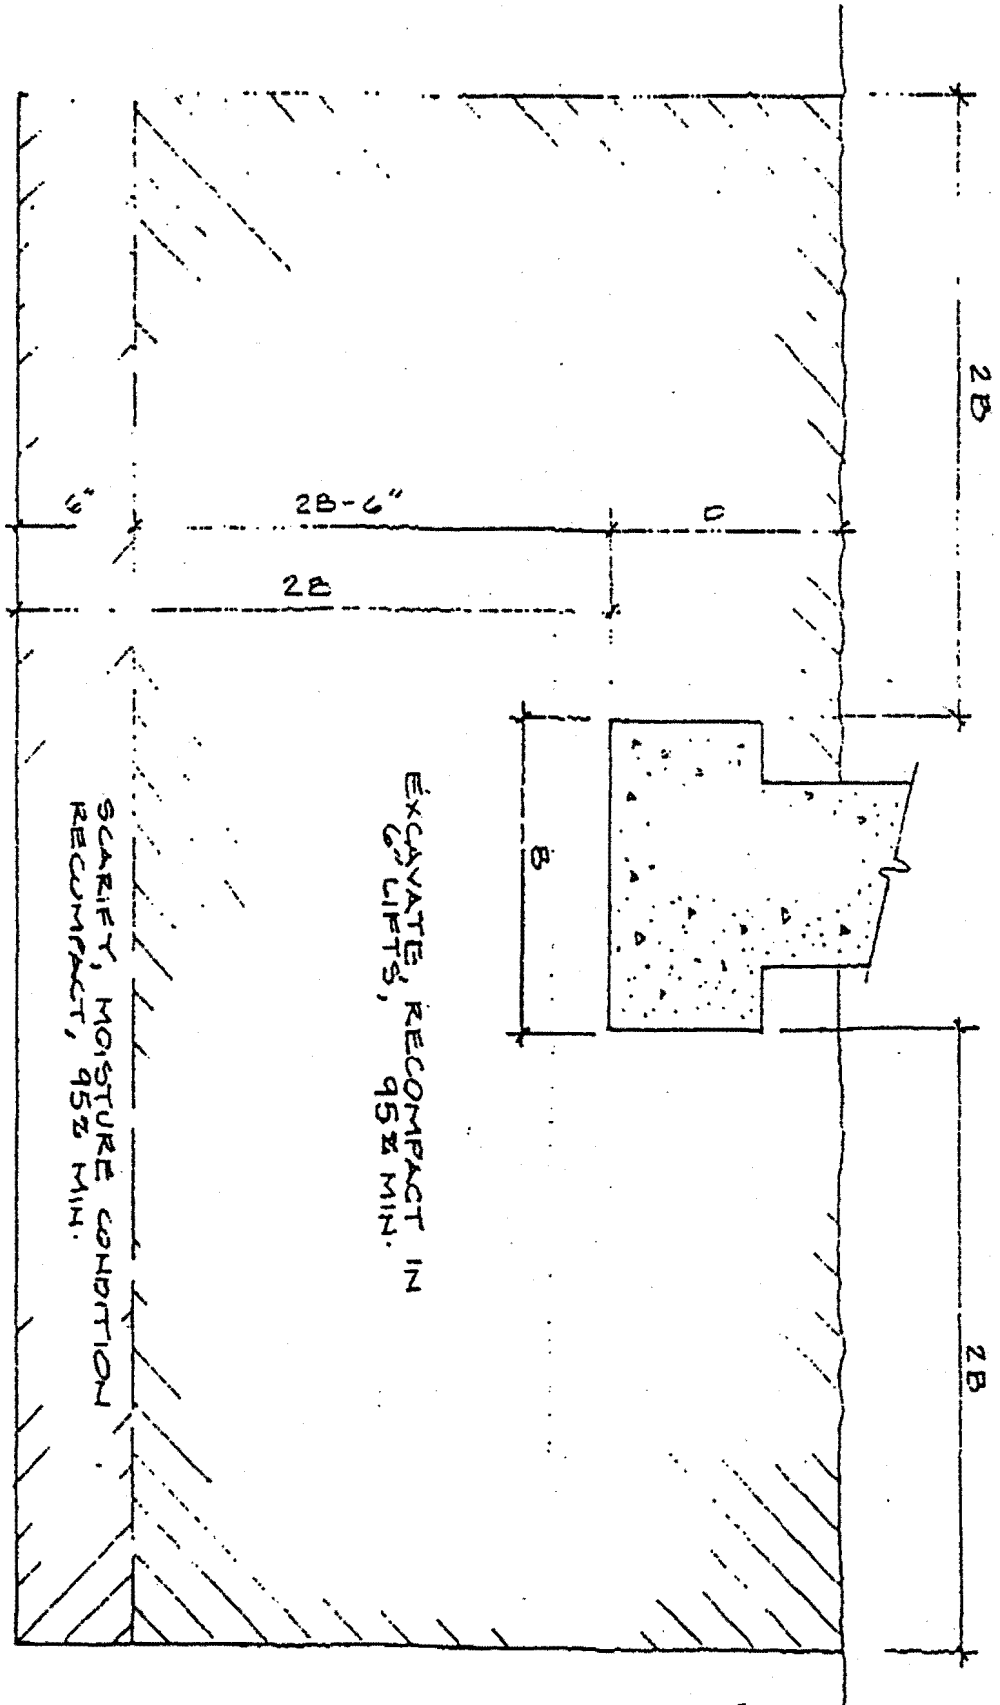 2B
2B
D
2B-6"
6"
2B
B
EXCAVATE, RECOMPACT IN
6" LIFTS, 95% MIN.
SCARIFY, MOISTURE CONDITION
RECOMPACT, 95% MIN.